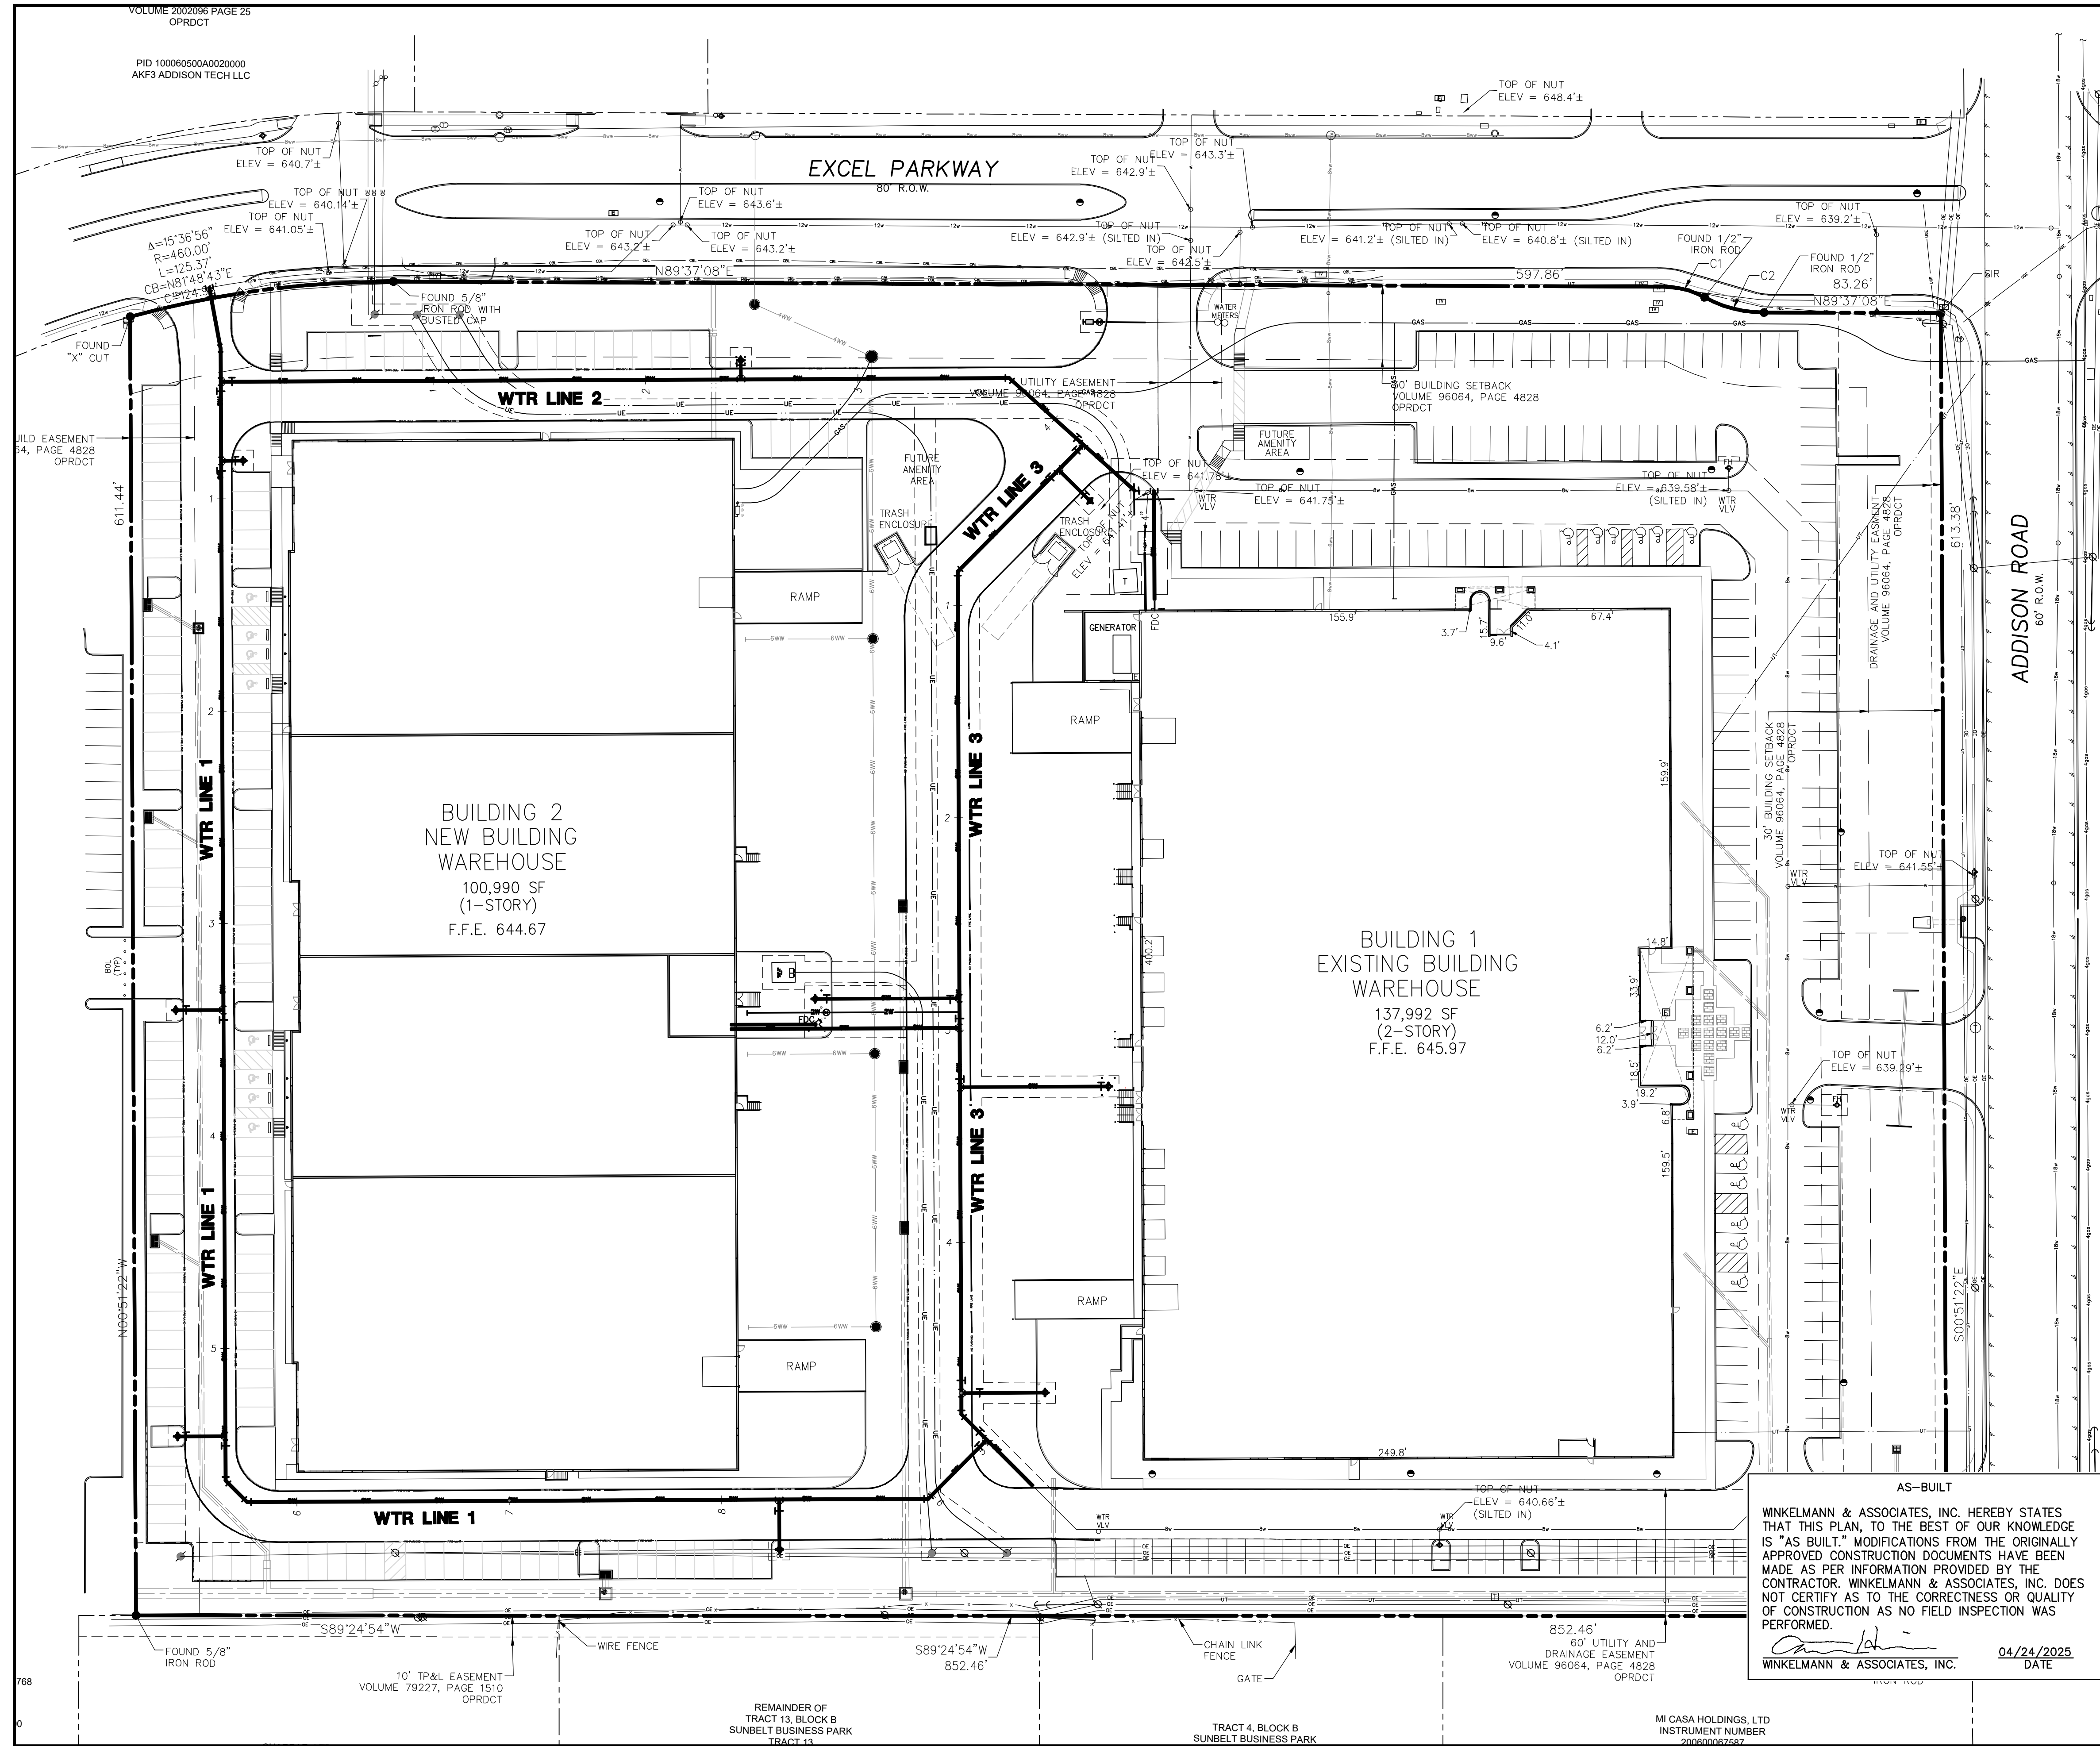 VOLUME 2002096 PAGE 25
OPRDCT
PID 100060500A0020000
AKF3 ADDISON TECH LLC
PP
TOP OF NUT
ELEV = 648.4'±
TOP OF NUT
ELEV = 640.7'±
EXCEL PARKWAY
80' R.O.W.
TOP OF NUT
ELEV = 643.3'±
TOP OF NUT
ELEV = 642.9'±
TOP OF NUT
ELEV = 640.14'±
TOP OF NUT
ELEV = 641.05'±
TOP OF NUT
ELEV = 643.6'±
TOP OF NUT
ELEV = 643.2'±
TOP OF NUT
ELEV = 643.2'±
TOP OF NUT
ELEV = 642.9'± (SILTED IN)
TOP OF NUT
ELEV = 642.5'±
TOP OF NUT
ELEV = 641.2'± (SILTED IN)
TOP OF NUT
ELEV = 640.8'± (SILTED IN)
TOP OF NUT
ELEV = 639.2'±
FOUND 1/2"
IRON ROD
C1
C2
FOUND 1/2"
IRON ROD
83.26'
N89°37'08"E
SIR
Δ=15°36'56"
R=460.00'
L=125.37'
CB=N81°48'43"E
N89°37'08"E
597.86'
FOUND
"X" CUT
FOUND 5/8"
IRON ROD WITH
BUSTED CAP
WATER
METERS
GAS
WTR LINE 2
UTILITY EASEMENT
VOLUME 96064, PAGE 4828
OPRDCT
60' BUILDING SETBACK
VOLUME 96064, PAGE 4828
OPRDCT
PAGE 4828
OPRDCT
611.44'
FUTURE
AMENITY
AREA
FUTURE
AMENITY
AREA
WTR LINE 3
TOP OF NUT
ELEV = 641.78'±
WTR
VLV
TOP OF NUT
ELEV = 641.75'±
TOP OF NUT
ELEV = 639.58'±
(SILTED IN)
FH
WTR
VLV
TRASH
ENCLOSURE
TRASH
ENCLOSURE
TOP OF NUT
T
DRAINAGE AND UTILITY EASMENT
VOLUME 96064, PAGE 4828
OPRDCT
613.38'
ADDISON ROAD
60' R.O.W.
RAMP
GENERATOR
FDC
155.9'
3.7'
15.7'
9.6'
11.0'
4.1'
67.4'
RAMP
159.9'
30' BUILDING SETBACK
VOLUME 96064, PAGE 4828
OPRDCT
WTR LINE 1
WTR LINE 3
BUILDING 2
NEW BUILDING
WAREHOUSE
100,990 SF
(1-STORY)
F.F.E. 644.67
TOP OF NUT
ELEV = 641.55'±
WTR
VLV
BOL
(TYP)
400.2'
BUILDING 1
EXISTING BUILDING
WAREHOUSE
137,992 SF
(2-STORY)
F.F.E. 645.97
14.8'
33.9'
6.2'
12.0'
6.2'
18.5'
19.2'
3.9'
6.8'
FDC
2W
2W
TOP OF NUT
ELEV = 639.29'±
FH
WTR
VLV
159.5'
WTR LINE 1
WTR LINE 3
N00°51'22"W
S00°51'22"E
RAMP
RAMP
249.8'
WTR LINE 1
WTR
VLV
TOP OF NUT
ELEV = 640.66'±
(SILTED IN)
WTR
VLV
AS-BUILT
WINKELMANN & ASSOCIATES, INC. HEREBY STATES
THAT THIS PLAN, TO THE BEST OF OUR KNOWLEDGE
IS "AS BUILT." MODIFICATIONS FROM THE ORIGINALLY
APPROVED CONSTRUCTION DOCUMENTS HAVE BEEN
MADE AS PER INFORMATION PROVIDED BY THE
CONTRACTOR. WINKELMANN & ASSOCIATES, INC. DOES
NOT CERTIFY AS TO THE CORRECTNESS OR QUALITY
OF CONSTRUCTION AS NO FIELD INSPECTION WAS
PERFORMED.
WINKELMANN & ASSOCIATES, INC.
04/24/2025
DATE
FOUND 5/8"
IRON ROD
S89°24'54"W
WIRE FENCE
10' TP&L EASEMENT
VOLUME 79227, PAGE 1510
OPRDCT
S89°24'54"W
852.46'
CHAIN LINK
FENCE
GATE
852.46'
60' UTILITY AND
DRAINAGE EASEMENT
VOLUME 96064, PAGE 4828
OPRDCT
768
REMAINDER OF
TRACT 13, BLOCK B
SUNBELT BUSINESS PARK
TRACT 13
TRACT 4, BLOCK B
SUNBELT BUSINESS PARK
MI CASA HOLDINGS, LTD
INSTRUMENT NUMBER
200600067587